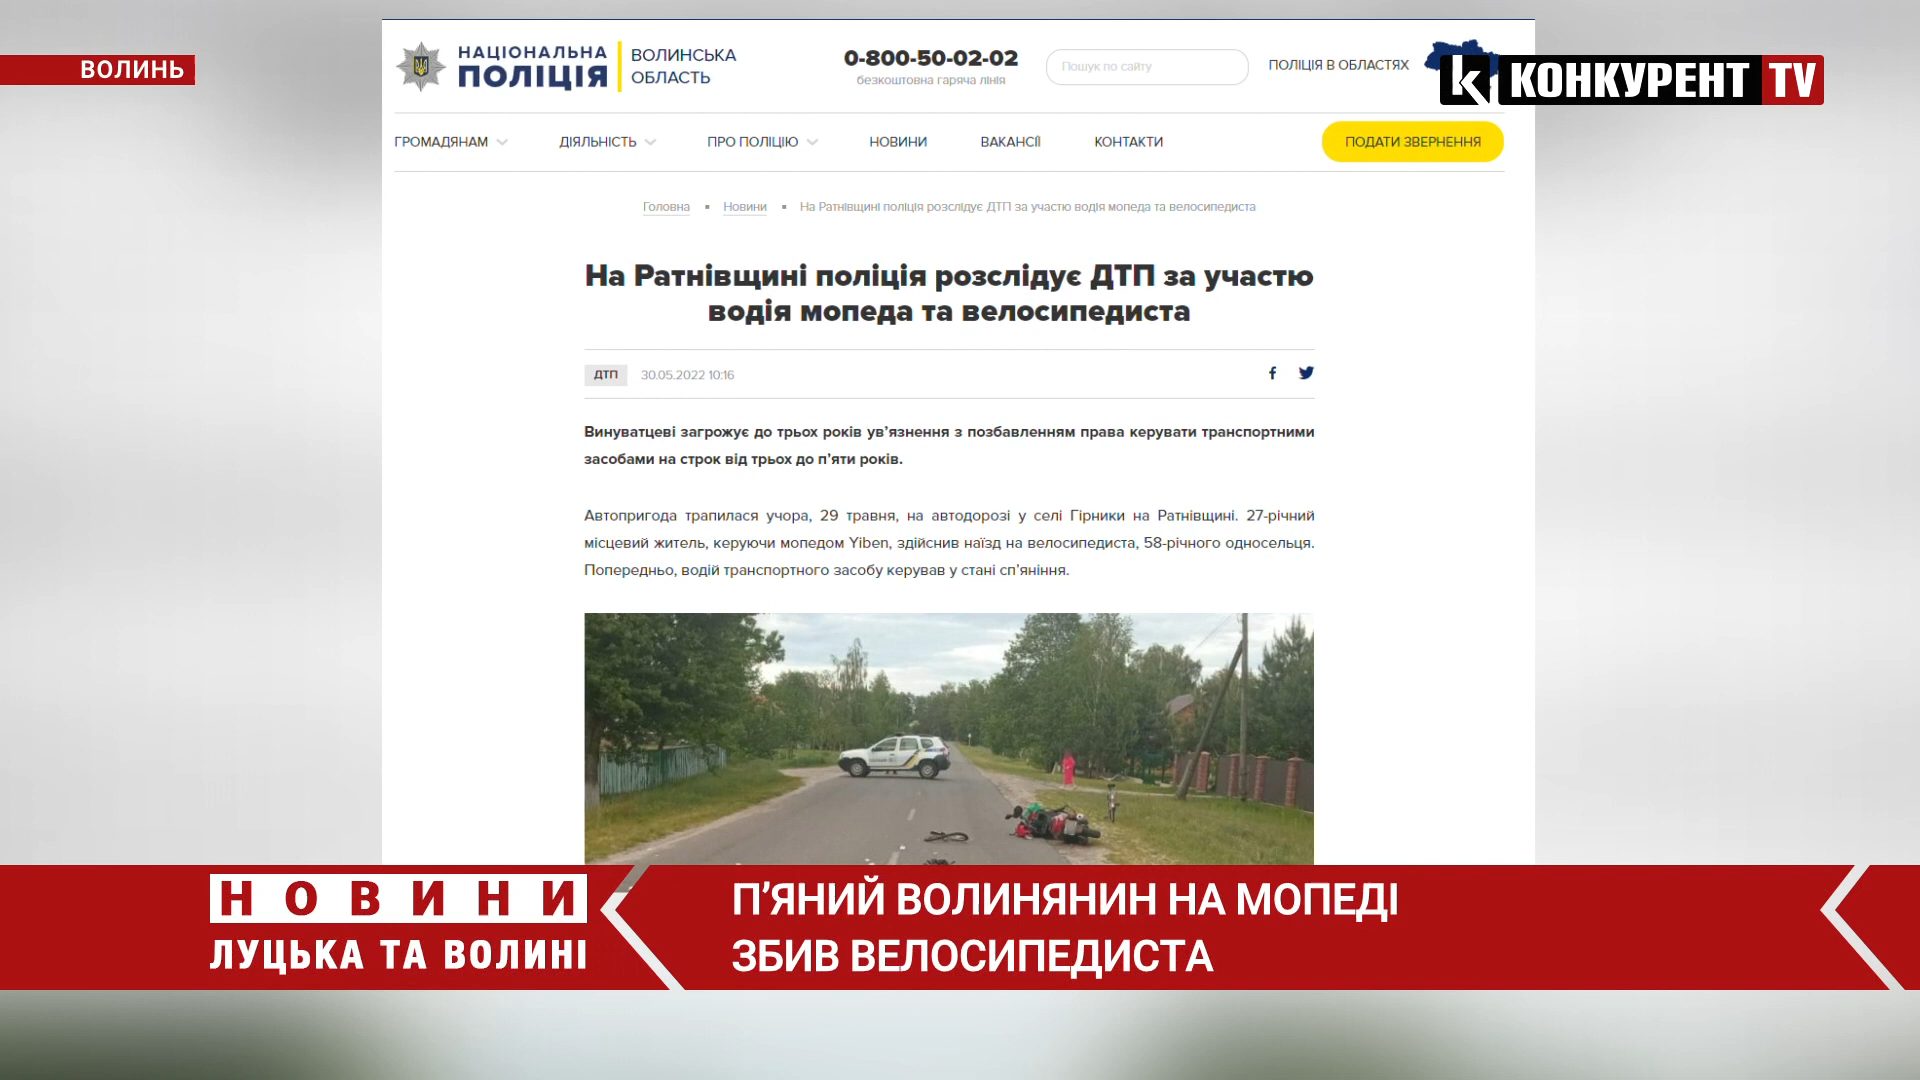 ВОЛИНЬ
НАЦІОНАЛЬНА
ПОЛІЦІЯ
ВОЛИНСЬКА
ОБЛАСТЬ
0-800-50-02-02
безкоштовна гаряча лінія
Пошук по сайту
ПОЛІЦІЯ В ОБЛАСТЯХ
КОНКУРЕНТ TV
ГРОМАДЯНАМ
ДІЯЛЬНІСТЬ
ПРО ПОЛІЦІЮ
НОВИНИ
ВАКАНСІЇ
КОНТАКТИ
ПОДАТИ ЗВЕРНЕННЯ
Головна ▪ Новини ▪ На Ратнівщині поліція розслідує ДТП за участю водія мопеда та велосипедиста
На Ратнівщині поліція розслідує ДТП за участю
водія мопеда та велосипедиста
ДТП 30.05.2022 10:16
Винуватцеві загрожує до трьох років ув’язнення з позбавленням права керувати транспортними
засобами на строк від трьох до п’яти років.
Автопригода трапилася учора, 29 травня, на автодорозі у селі Гірники на Ратнівщині. 27-річний
місцевий житель, керуючи мопедом Yiben, здійснив наїзд на велосипедиста, 58-річного односельця.
Попередньо, водій транспортного засобу керував у стані сп’яніння.
НОВИНИ
ЛУЦЬКА ТА ВОЛИНІ
П’ЯНИЙ ВОЛИНЯНИН НА МОПЕДІ
ЗБИВ ВЕЛОСИПЕДИСТА